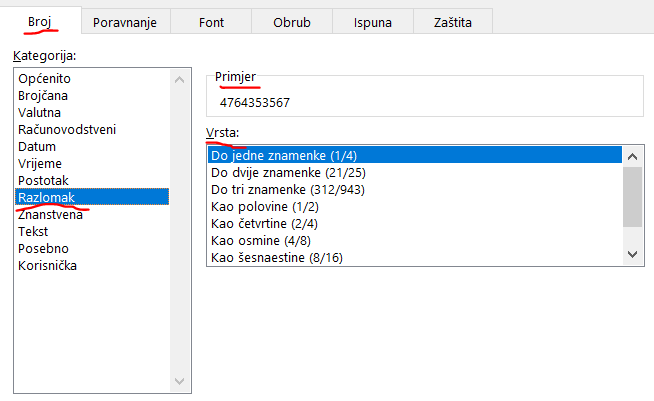 Broj Poravnanje Font Obrub Ispuna Zaštita
Kategorija:
Općenito
Brojčana
Valutna
Računovodstveni
Datum
Vrijeme
Postotak
Razlomak
Znanstvena
Tekst
Posebno
Korisnička
Primjer
4764353567
Vrsta:
Do jedne znamenke (1/4)
Do dvije znamenke (21/25)
Do tri znamenke (312/943)
Kao polovine (1/2)
Kao četvrtine (2/4)
Kao osmine (4/8)
Kao šesnaestine (8/16)